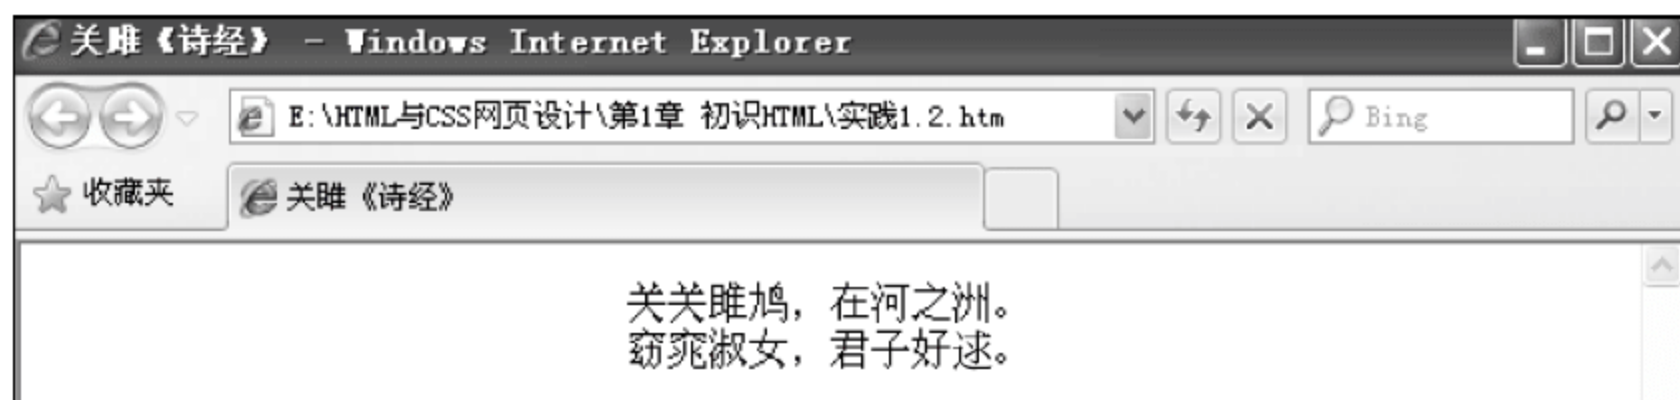 关雎《诗经》 - Windows Internet Explorer
E:\HTML与CSS网页设计\第1章 初识HTML\实践1.2.htm
Bing
收藏夹
关雎《诗经》
关关雎鸠，在河之洲。
窈窕淑女，君子好逑。